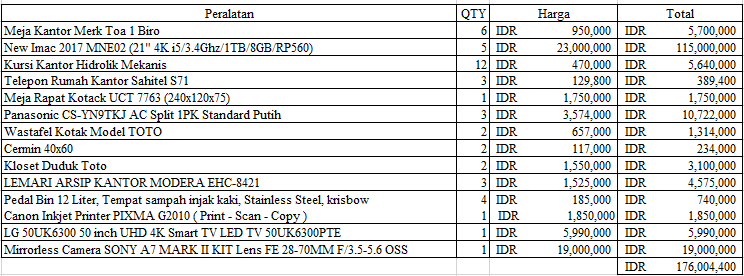 Peralatan QTY Harga Total
Meja Kantor Merk Toa 1 Biro 6 IDR 950,000 IDR 5,700,000
New Imac 2017 MNE02 (21" 4K i5/3.4Ghz/1TB/8GB/RP560) 5 IDR 23,000,000 IDR 115,000,000
Kursi Kantor Hidrolik Mekanis 12 IDR 470,000 IDR 5,640,000
Telepon Rumah Kantor Sahitel S71 3 IDR 129,800 IDR 389,400
Meja Rapat Kotack UCT 7763 (240x120x75) 1 IDR 1,750,000 IDR 1,750,000
Panasonic CS-YN9TKJ AC Split 1PK Standard Putih 3 IDR 3,574,000 IDR 10,722,000
Wastafel Kotak Model TOTO 2 IDR 657,000 IDR 1,314,000
Cermin 40x60 2 IDR 117,000 IDR 234,000
Kloset Duduk Toto 2 IDR 1,550,000 IDR 3,100,000
LEMARI ARSIP KANTOR MODERA EHC-8421 3 IDR 1,525,000 IDR 4,575,000
Pedal Bin 12 Liter, Tempat sampah injak kaki, Stainless Steel, krisbow 4 IDR 185,000 IDR 740,000
Canon Inkjet Printer PIXMA G2010 ( Print - Scan - Copy ) 1 IDR 1,850,000 IDR 1,850,000
LG 50UK6300 50 inch UHD 4K Smart TV LED TV 50UK6300PTE 1 IDR 5,990,000 IDR 5,990,000
Mirrorless Camera SONY A7 MARK II KIT Lens FE 28-70MM F/3.5-5.6 OSS 1 IDR 19,000,000 IDR 19,000,000
IDR 176,004,400